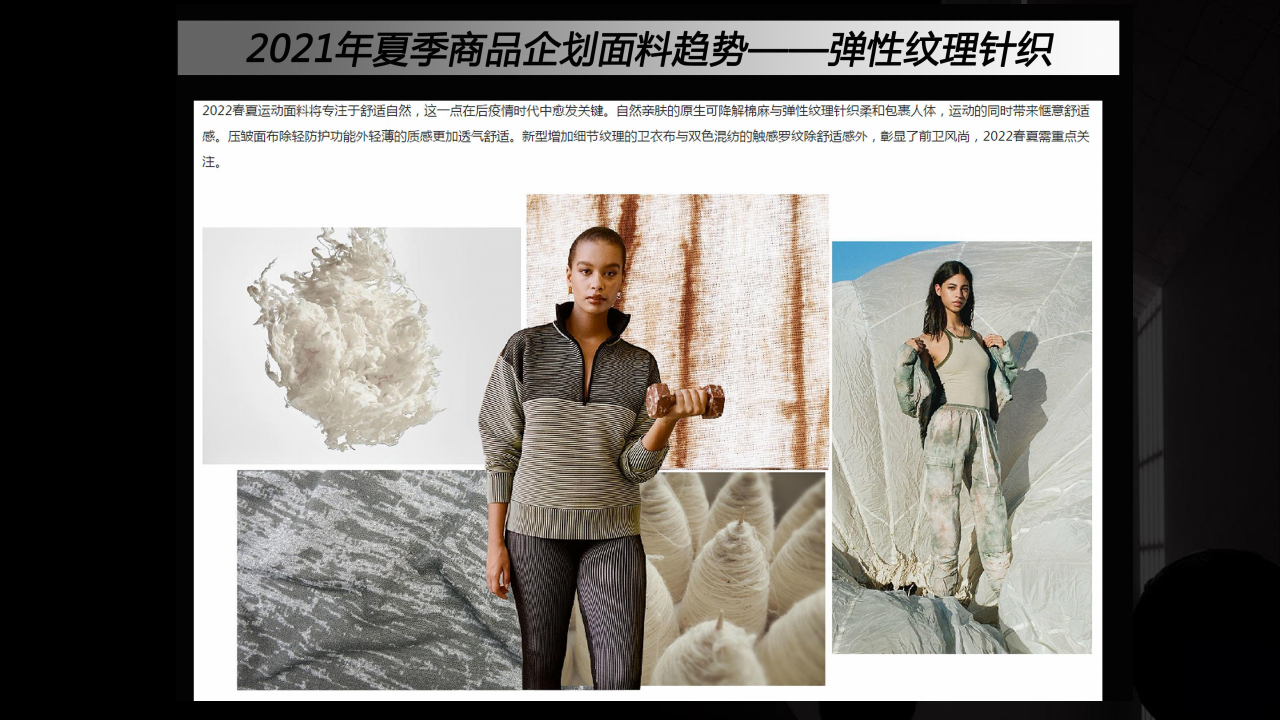 2021年夏季商品企划面料趋势——弹性纹理针织
2022春夏运动面料将专注于舒适自然，这一点在后疫情时代中愈发关键。自然亲肤的原生可降解棉麻与弹性纹理针织柔和包裹人体，运动的同时带来惬意舒适
感。压皱面布除轻防护功能外轻薄的质感更加透气舒适。新型增加细节纹理的卫衣布与双色混纺的触感罗纹除舒适感外，彰显了前卫风尚，2022春夏需重点关
注。